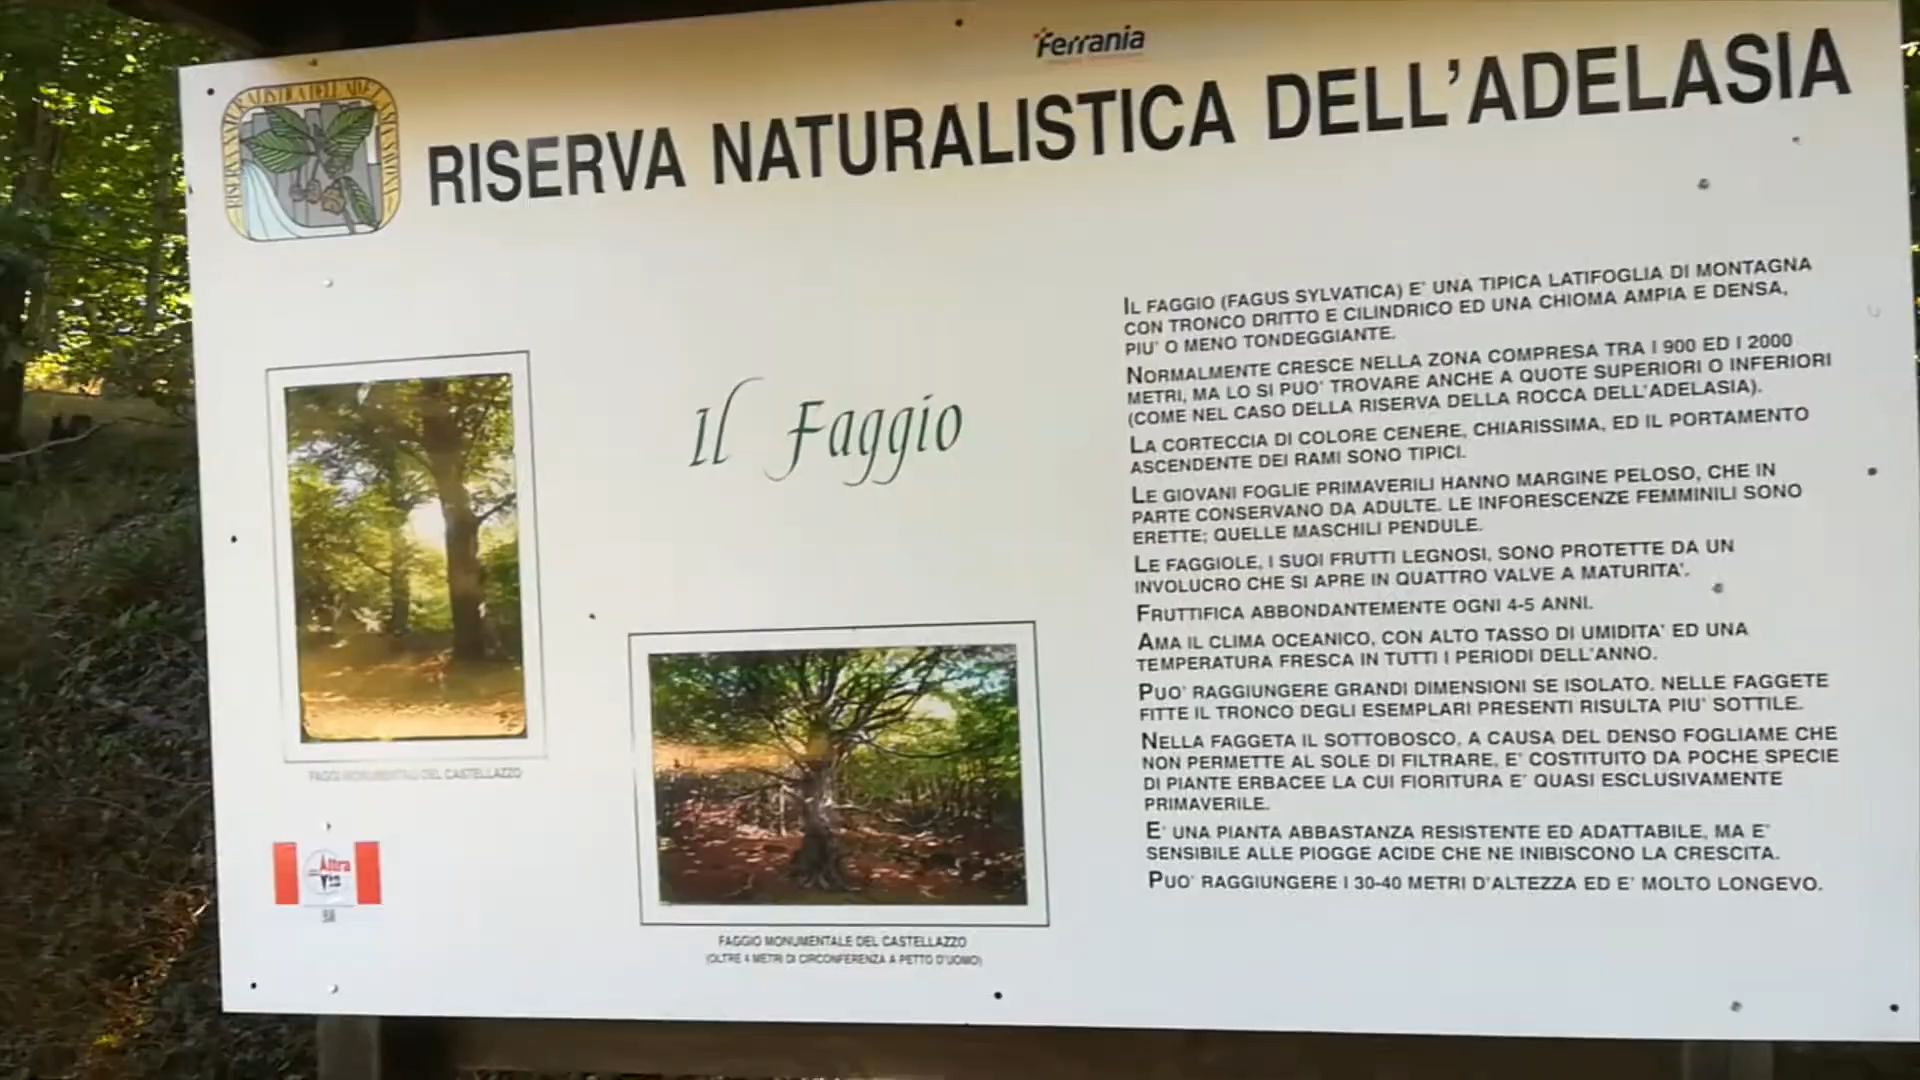 Ferrania
RISERVA NATURALISTICA DELL'ADELASIA
Il Faggio
IL FAGGIO (FAGUS SYLVATICA) E' UNA TIPICA LATIFOGLIA DI MONTAGNA
CON TRONCO DRITTO E CILINDRICO ED UNA CHIOMA AMPIA E DENSA,
PIU' O MENO TONDEGGIANTE.
NORMALMENTE CRESCE NELLA ZONA COMPRESA TRA I 900 ED I 2000
METRI, MA LO SI PUO' TROVARE ANCHE A QUOTE SUPERIORI O INFERIORI
(COME NEL CASO DELLA RISERVA DELLA ROCCA DELL'ADELASIA).
LA CORTECCIA DI COLORE CENERE, CHIARISSIMA, ED IL PORTAMENTO
ASCENDENTE DEI RAMI SONO TIPICI.
LE GIOVANI FOGLIE PRIMAVERILI HANNO MARGINE PELOSO, CHE IN
PARTE CONSERVANO DA ADULTE. LE INFORESCENZE FEMMINILI SONO
ERETTE; QUELLE MASCHILI PENDULE.
LE FAGGIOLE, I SUOI FRUTTI LEGNOSI, SONO PROTETTE DA UN
INVOLUCRO CHE SI APRE IN QUATTRO VALVE A MATURITA'.
FRUTTIFICA ABBONDANTEMENTE OGNI 4-5 ANNI.
AMA IL CLIMA OCEANICO, CON ALTO TASSO DI UMIDITA' ED UNA
TEMPERATURA FRESCA IN TUTTI I PERIODI DELL'ANNO.
PUO' RAGGIUNGERE GRANDI DIMENSIONI SE ISOLATO. NELLE FAGGETE
FITTE IL TRONCO DEGLI ESEMPLARI PRESENTI RISULTA PIU' SOTTILE.
NELLA FAGGETA IL SOTTOBOSCO, A CAUSA DEL DENSO FOGLIAME CHE
NON PERMETTE AL SOLE DI FILTRARE, E' COSTITUITO DA POCHE SPECIE
DI PIANTE ERBACEE LA CUI FIORITURA E' QUASI ESCLUSIVAMENTE
PRIMAVERILE.
E' UNA PIANTA ABBASTANZA RESISTENTE ED ADATTABILE, MA E'
SENSIBILE ALLE PIOGGE ACIDE CHE NE INIBISCONO LA CRESCITA.
PUO' RAGGIUNGERE I 30-40 METRI D'ALTEZZA ED E' MOLTO LONGEVO.
FAGGI MONUMENTALI DEL CASTELLAZZO
FAGGIO MONUMENTALE DEL CASTELLAZZO
(OLTRE 4 METRI DI CIRCONFERENZA A PETTO D'UOMO)
Altra
Via